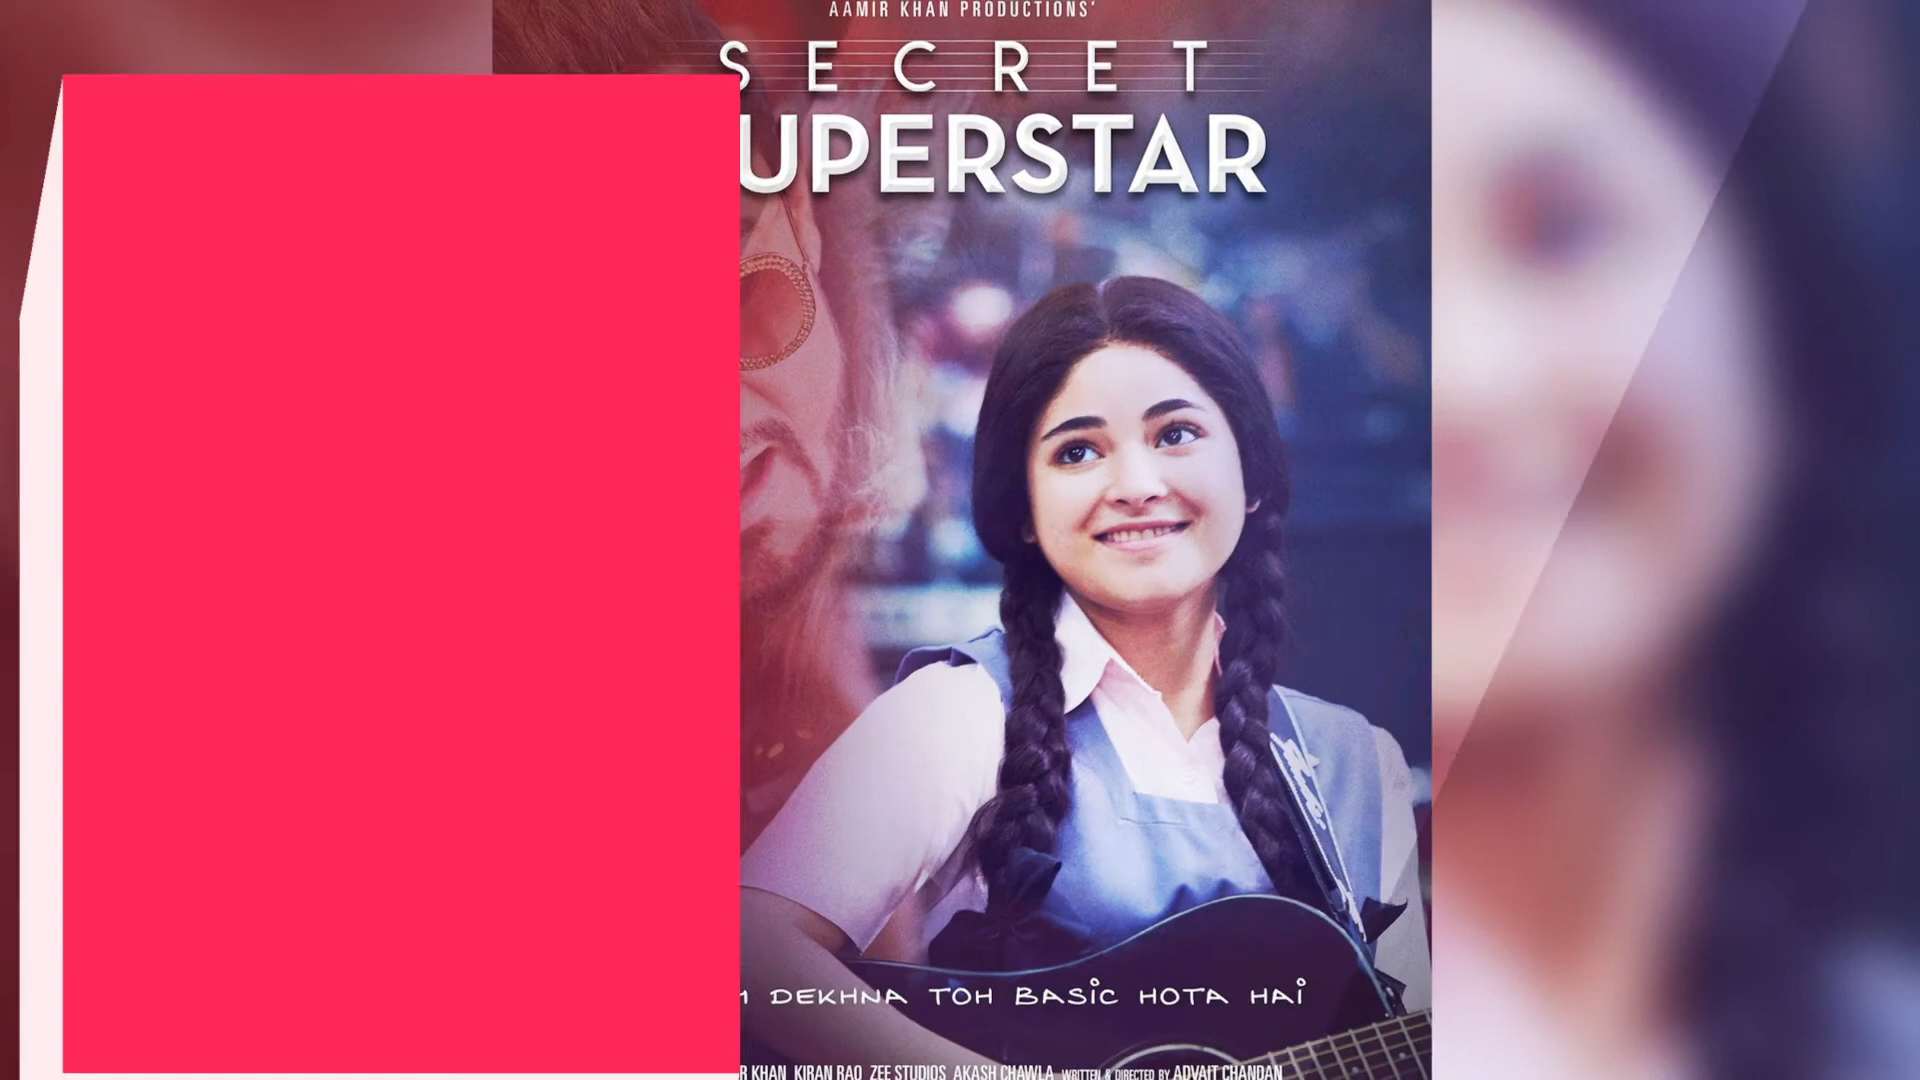 AAMIR KHAN PRODUCTIONS'
SECRET
UPERSTAR
DEKHNA TOH BASIC HOTA HAI
R KHAN KIRAN RAO ZEE STUDIOS AKASH CHAWLA WRITTEN & DIRECTED BY ADVAIT CHANDAN